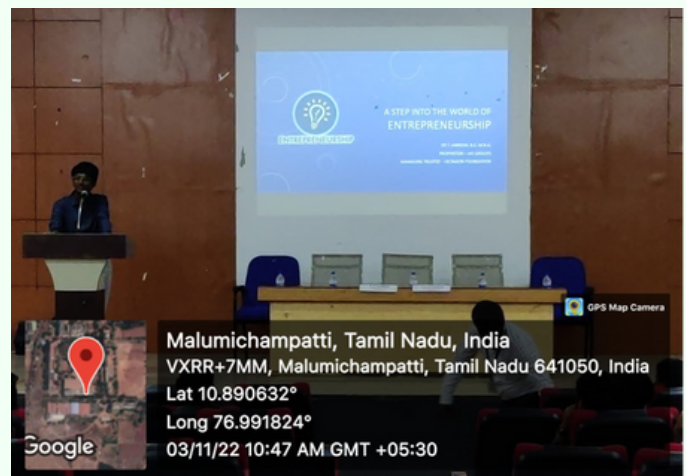 A STEP INTO THE WORLD OF
ENTREPRENEURSHIP
ENTREPRENEURSHIP
GPS Map Camera
Malumichampatti, Tamil Nadu, India
VXRR+7MM, Malumichampatti, Tamil Nadu 641050, India
Lat 10.890632°
Long 76.991824°
03/11/22 10:47 AM GMT +05:30
Google